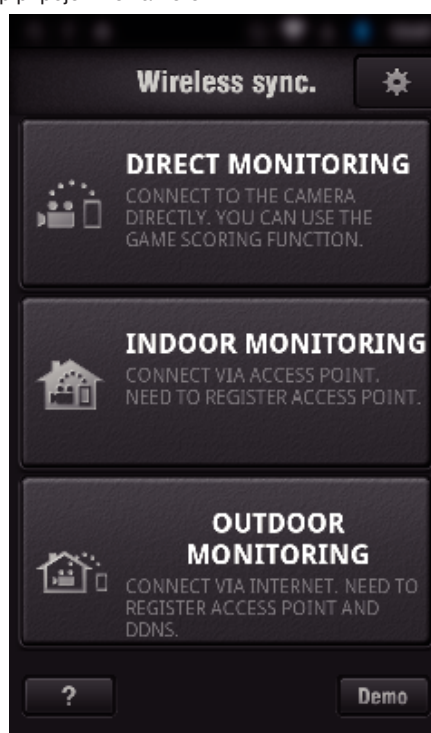 Wireless sync.
DIRECT MONITORING
CONNECT TO THE CAMERA
DIRECTLY. YOU CAN USE THE
GAME SCORING FUNCTION.
INDOOR MONITORING
CONNECT VIA ACCESS POINT.
NEED TO REGISTER ACCESS POINT.
OUTDOOR
MONITORING
CONNECT VIA INTERNET. NEED TO
REGISTER ACCESS POINT AND
DDNS.
?
Demo